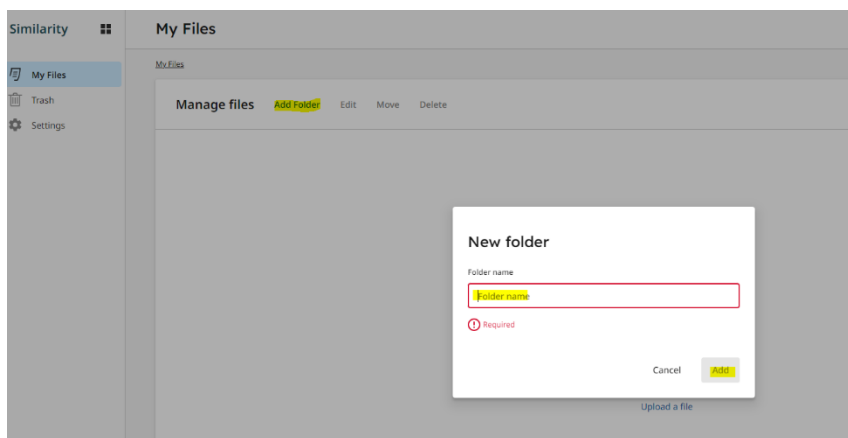 Similarity
My Files
My Files
My Files
Trash
Settings
Manage files Add Folder Edit Move Delete
New folder
Folder name
Folder name
Required
Cancel Add
Upload a file